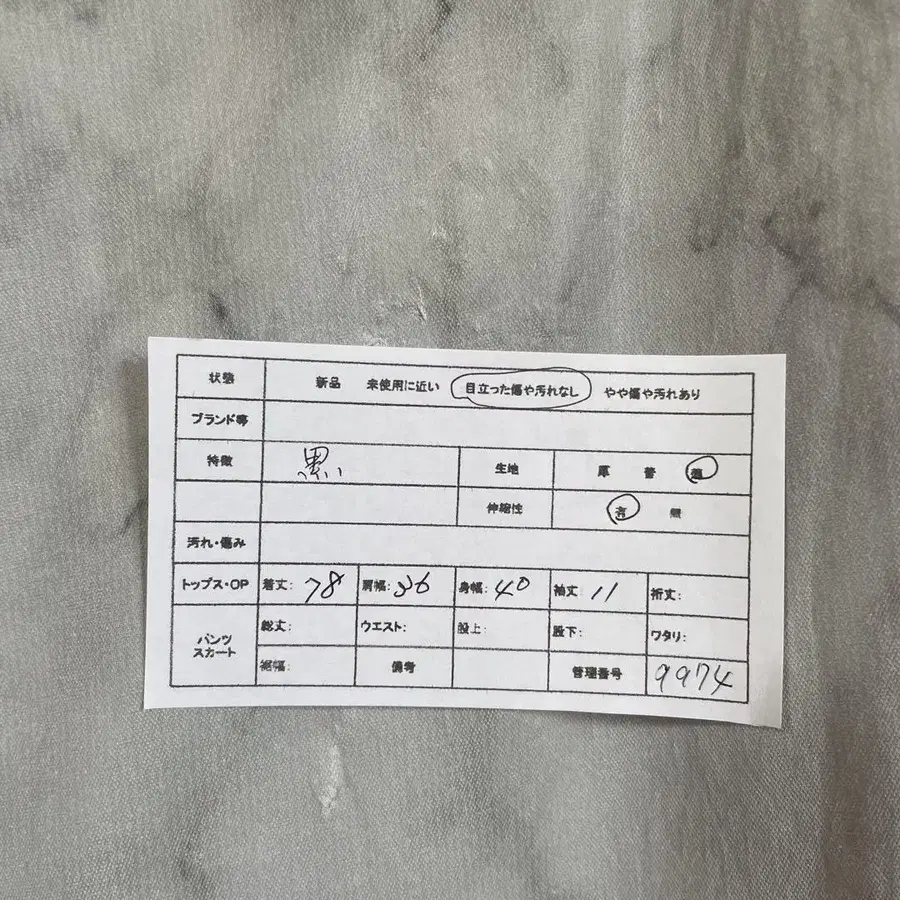 状態 新品 未使用に近い 目立った傷や汚れなし やや傷や汚れあり
ブランド等
特徴 黒 生地 厚 普 薄
伸縮性 有 無
汚れ・傷み
トップス・OP 着丈: 78 肩幅: 36 身幅: 40 袖丈: 11 裄丈:
パンツ スカート 総丈: ウエスト: 股上: 股下: ワタリ:
裾幅: 備考 管理番号 9974